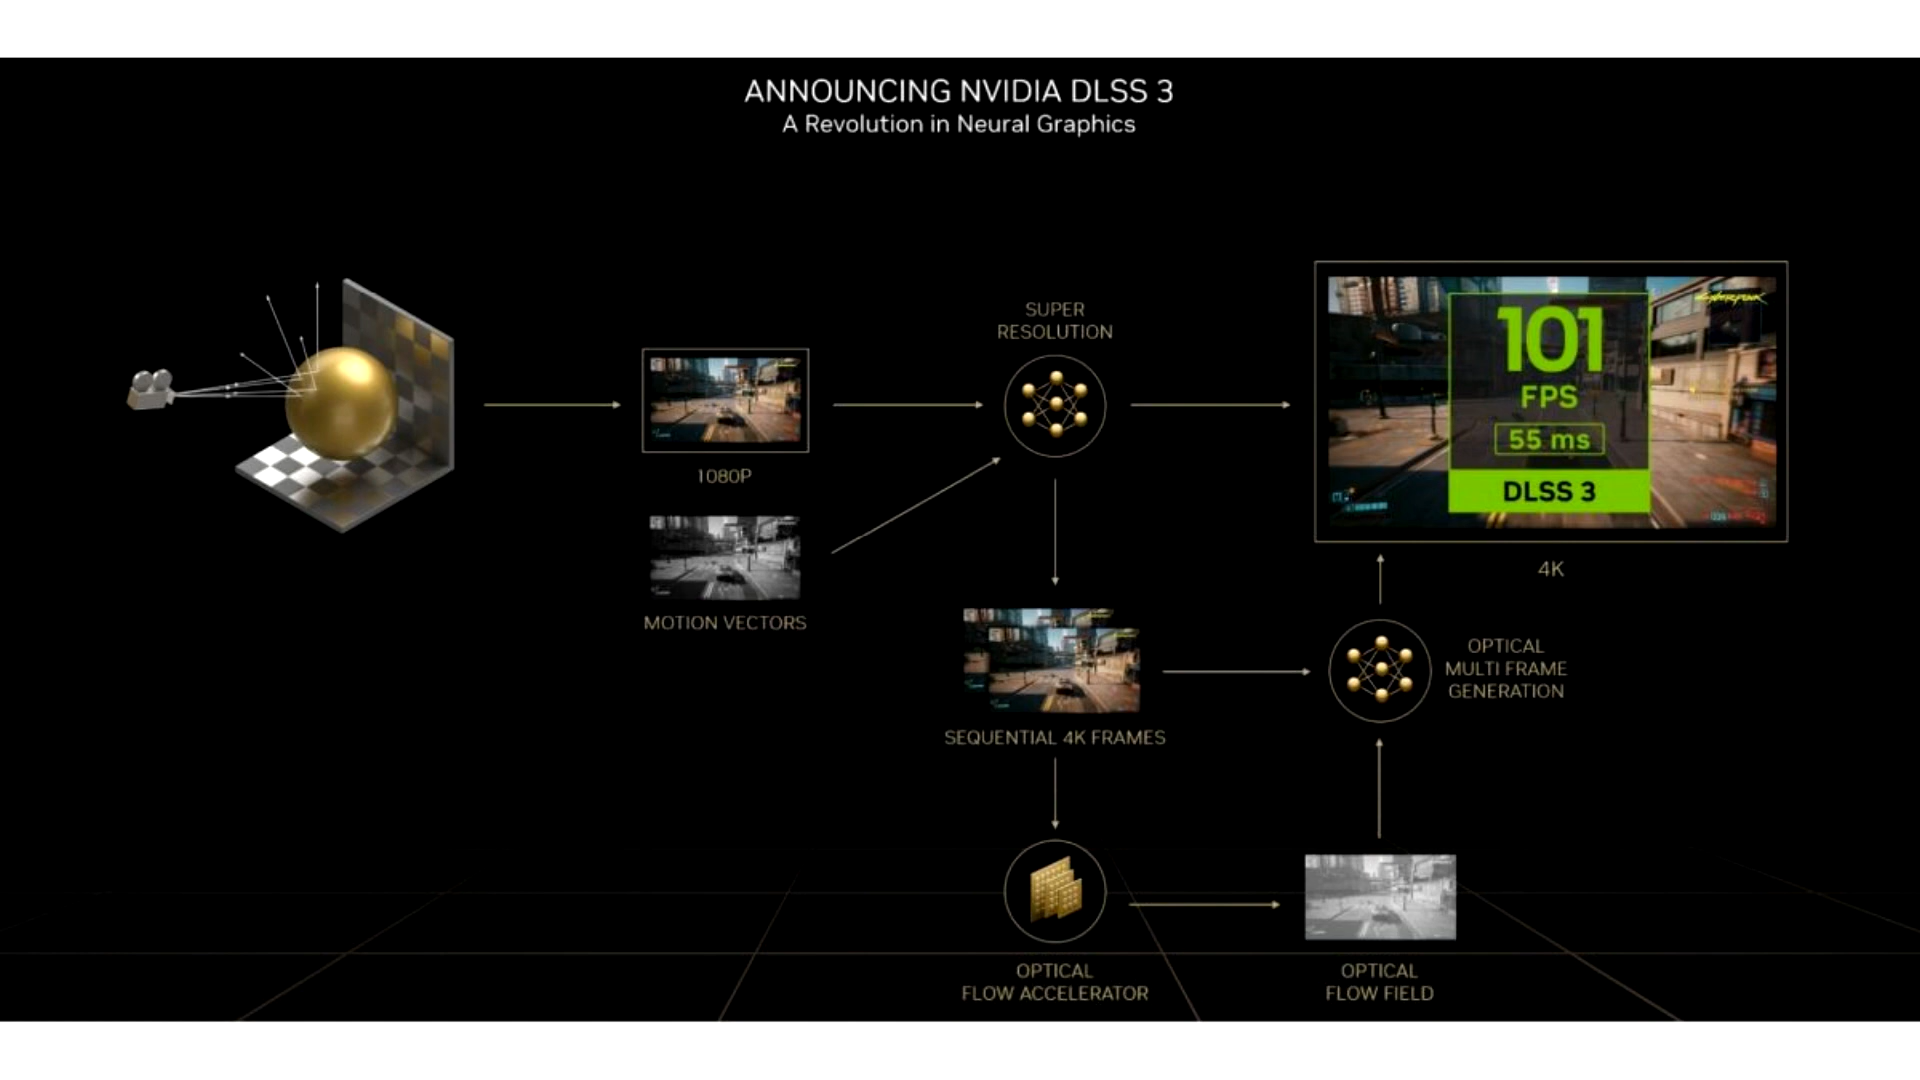 ANNOUNCING NVIDIA DLSS 3
A Revolution in Neural Graphics
SUPER
RESOLUTION
1080P
MOTION VECTORS
101
FPS
55 ms
DLSS 3
4K
SEQUENTIAL 4K FRAMES
OPTICAL
MULTI FRAME
GENERATION
OPTICAL
FLOW ACCELERATOR
OPTICAL
FLOW FIELD